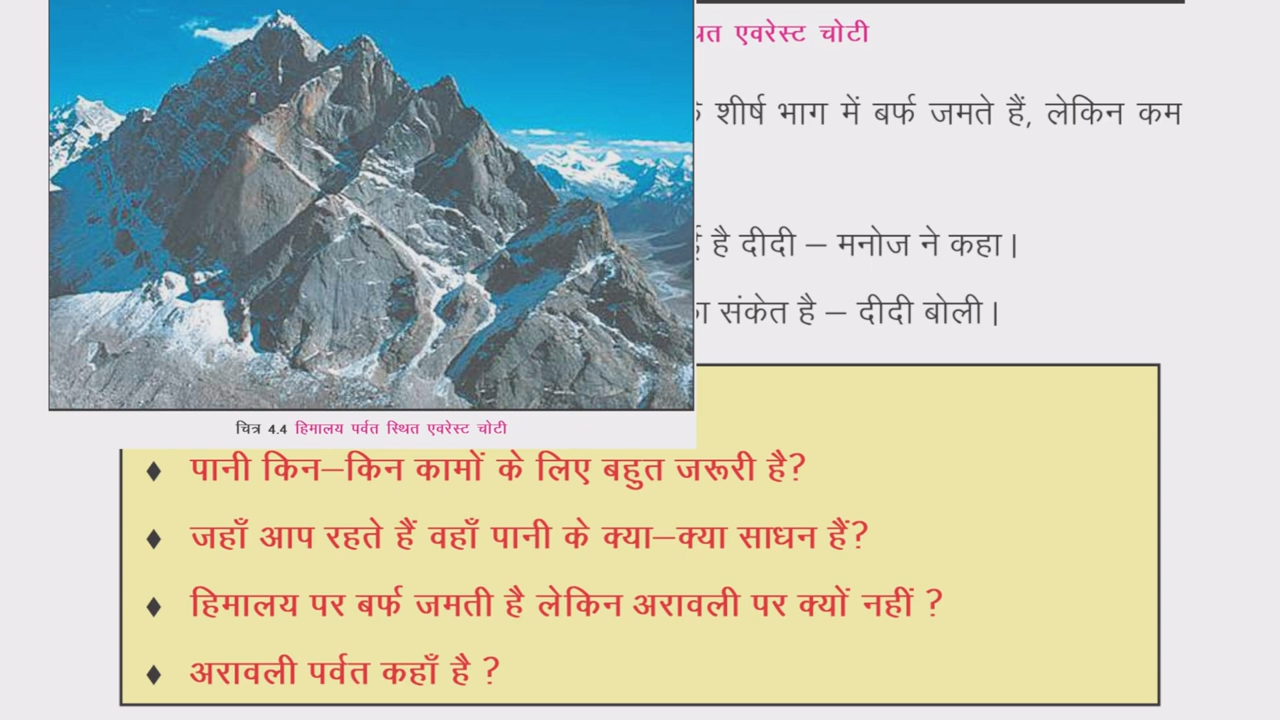 स्थित एवरेस्ट चोटी
शीर्ष भाग में बर्फ जमते हैं, लेकिन कम
है दीदी – मनोज ने कहा।
संकेत है – दीदी बोली।
चित्र 4.4 हिमालय पर्वत स्थित एवरेस्ट चोटी
♦ पानी किन–किन कामों के लिए बहुत जरूरी है?
♦ जहाँ आप रहते हैं वहाँ पानी के क्या–क्या साधन हैं?
♦ हिमालय पर बर्फ जमती है लेकिन अरावली पर क्यों नहीं ?
♦ अरावली पर्वत कहाँ है ?